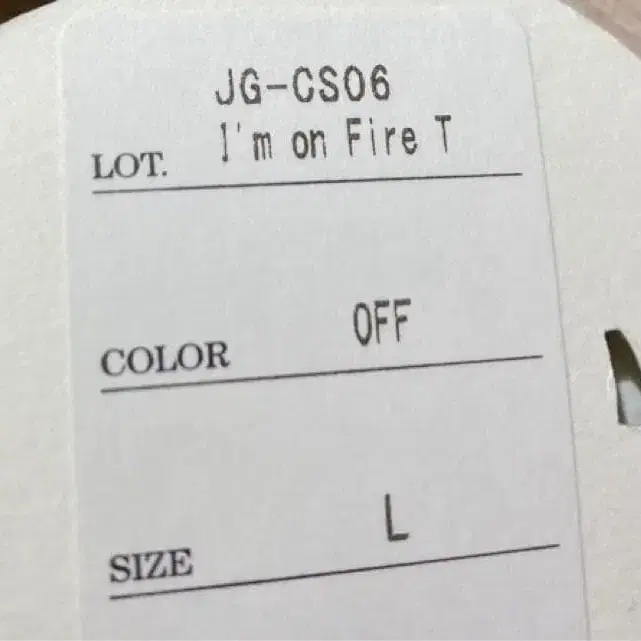 JG-CS06
LOT. I'm on Fire T
COLOR OFF
SIZE L